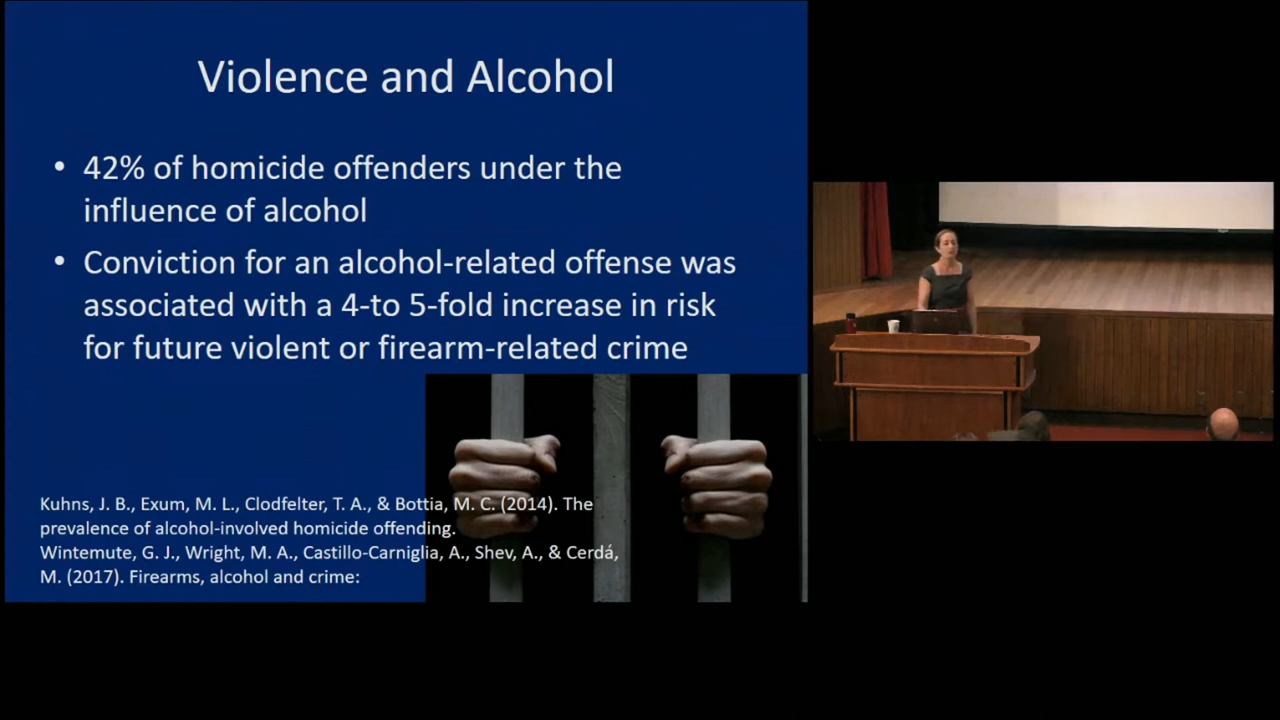 Violence and Alcohol
• 42% of homicide offenders under the
influence of alcohol
• Conviction for an alcohol-related offense was
associated with a 4-to 5-fold increase in risk
for future violent or firearm-related crime
Kuhns, J. B., Exum, M. L., Clodfelter, T. A., & Bottia, M. C. (2014). The
prevalence of alcohol-involved homicide offending.
Wintemute, G. J., Wright, M. A., Castillo-Carniglia, A., Shev, A., & Cerdá,
M. (2017). Firearms, alcohol and crime: